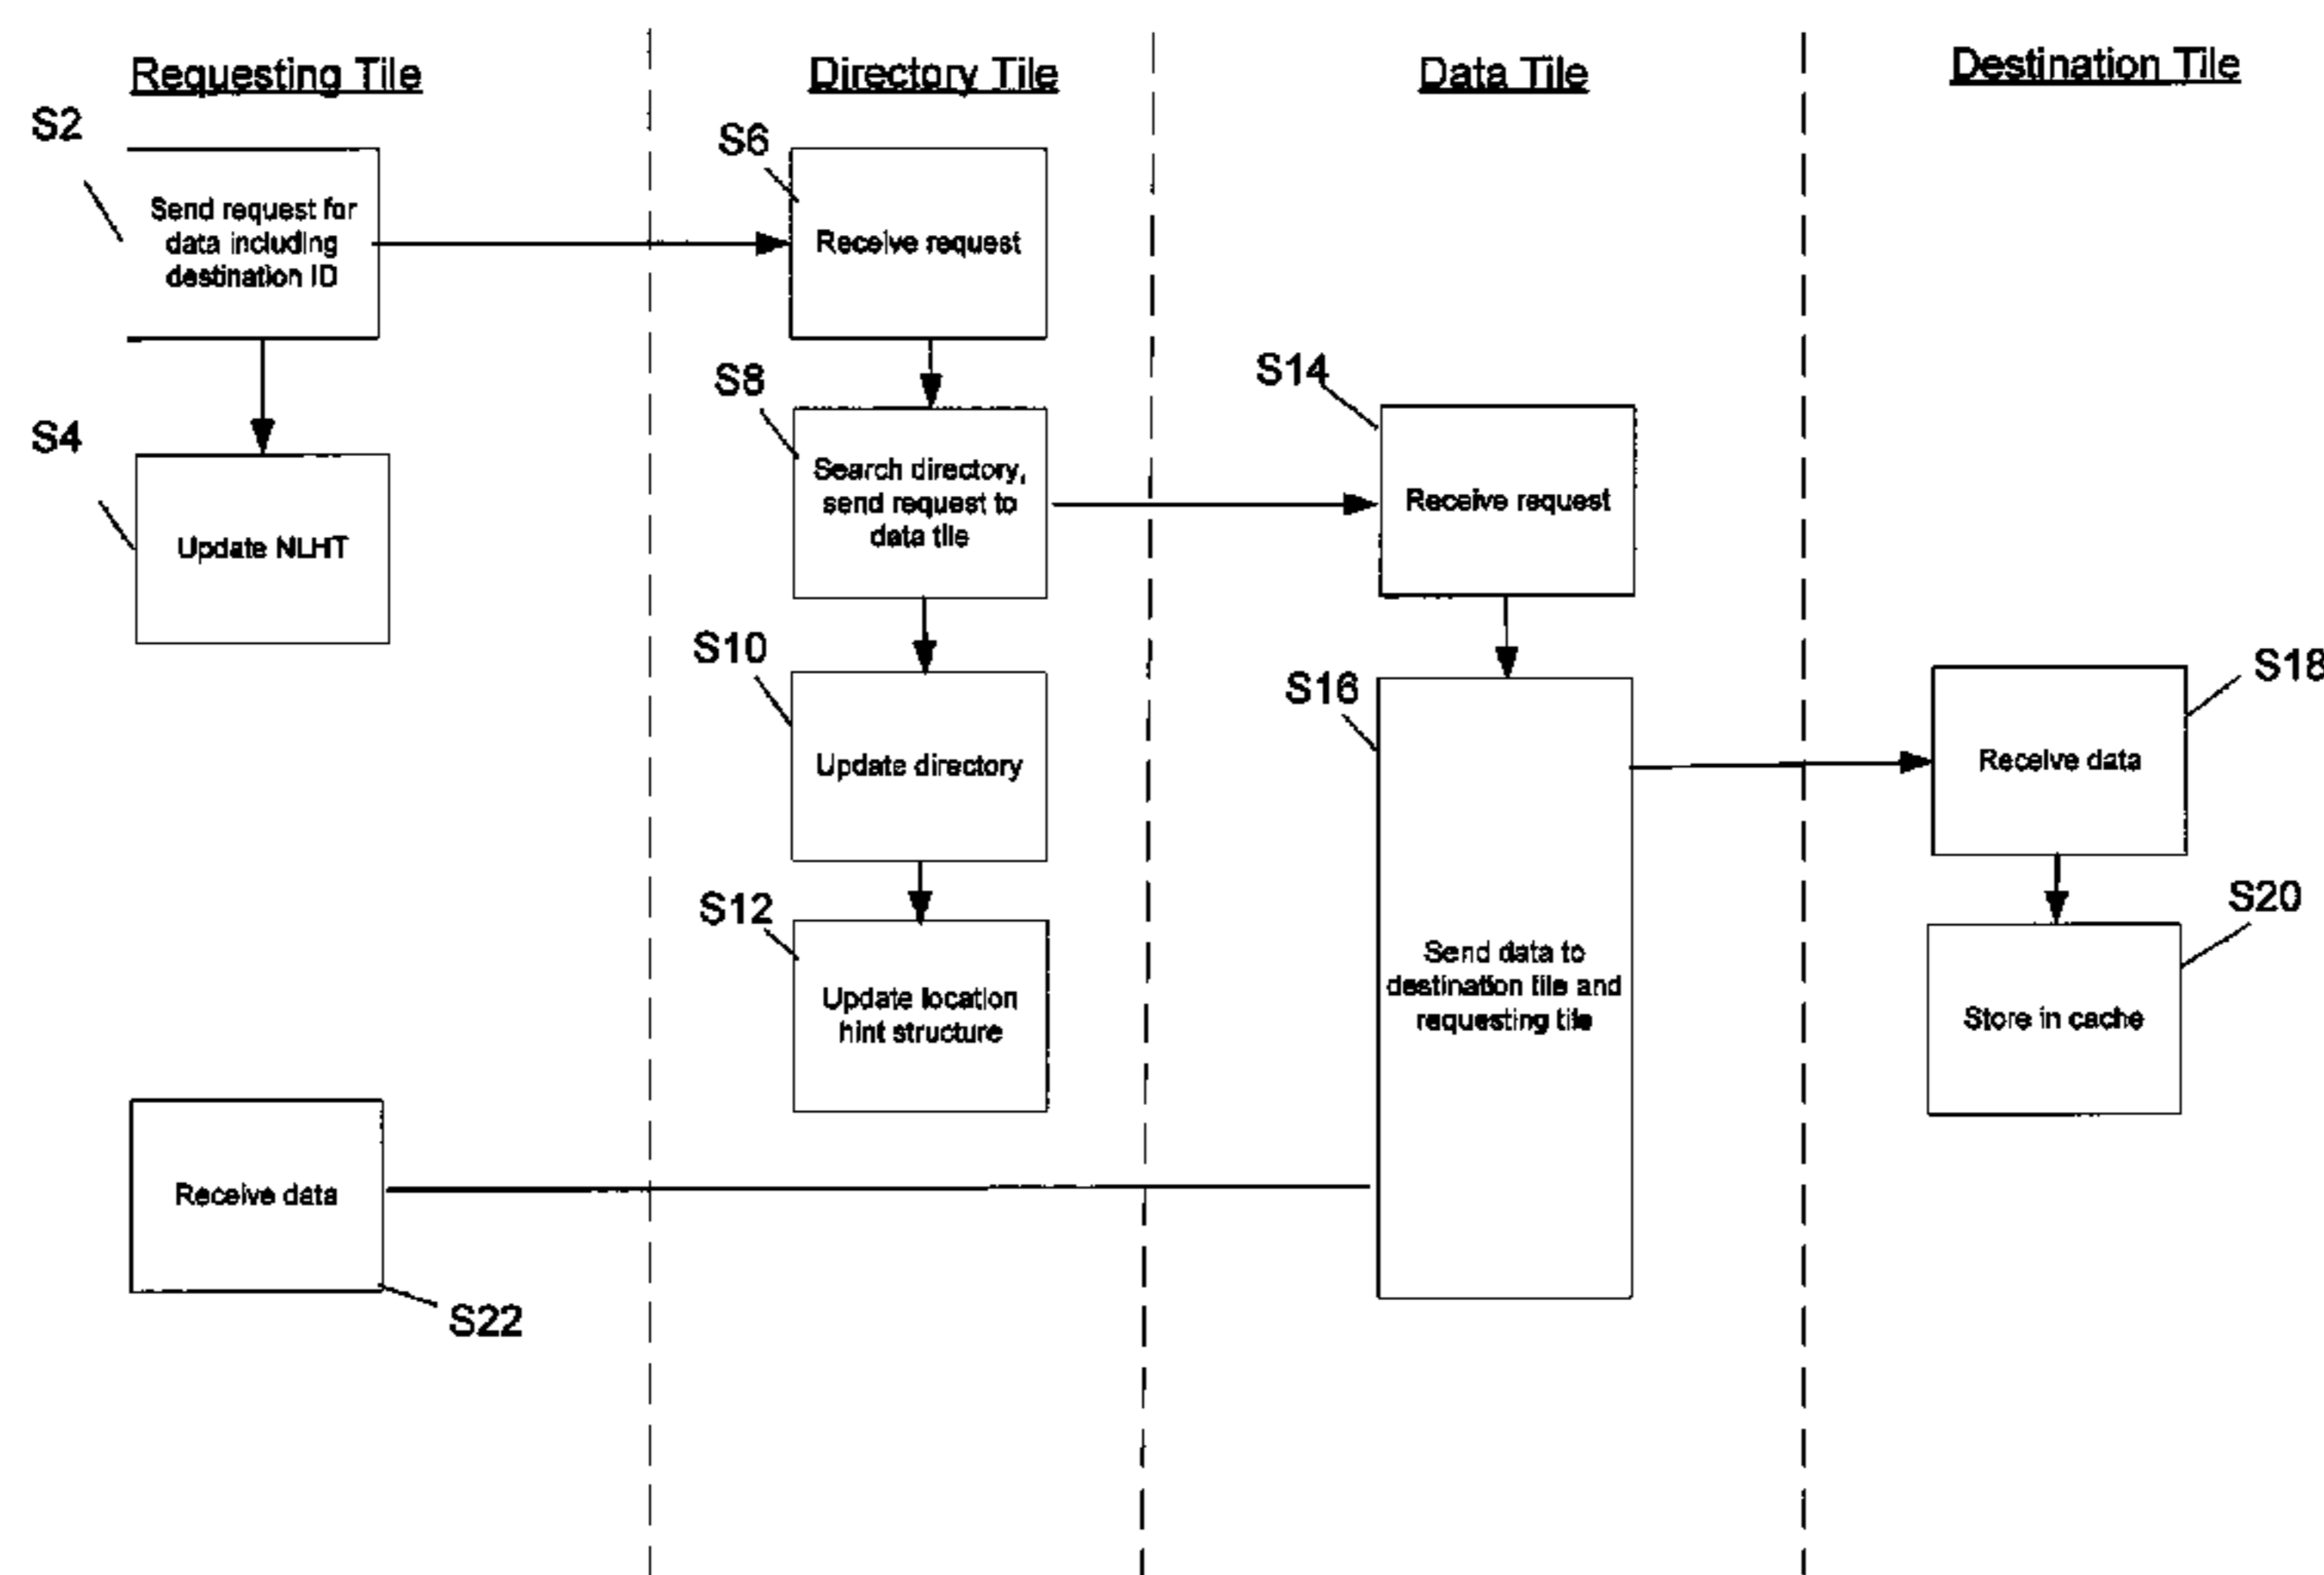 Requesting Tile
Directory Tile
Data Tile
Destination Tile
S2
Send request for
data including
destination ID
S4
Update NLHT
S6
Receive request
S8
Search directory,
send request to
data tile
S10
Update directory
S12
Update location
hint structure
S14
Receive request
S16
Send data to
destination tile and
requesting tile
S18
Receive data
S20
Store in cache
Receive data
S22